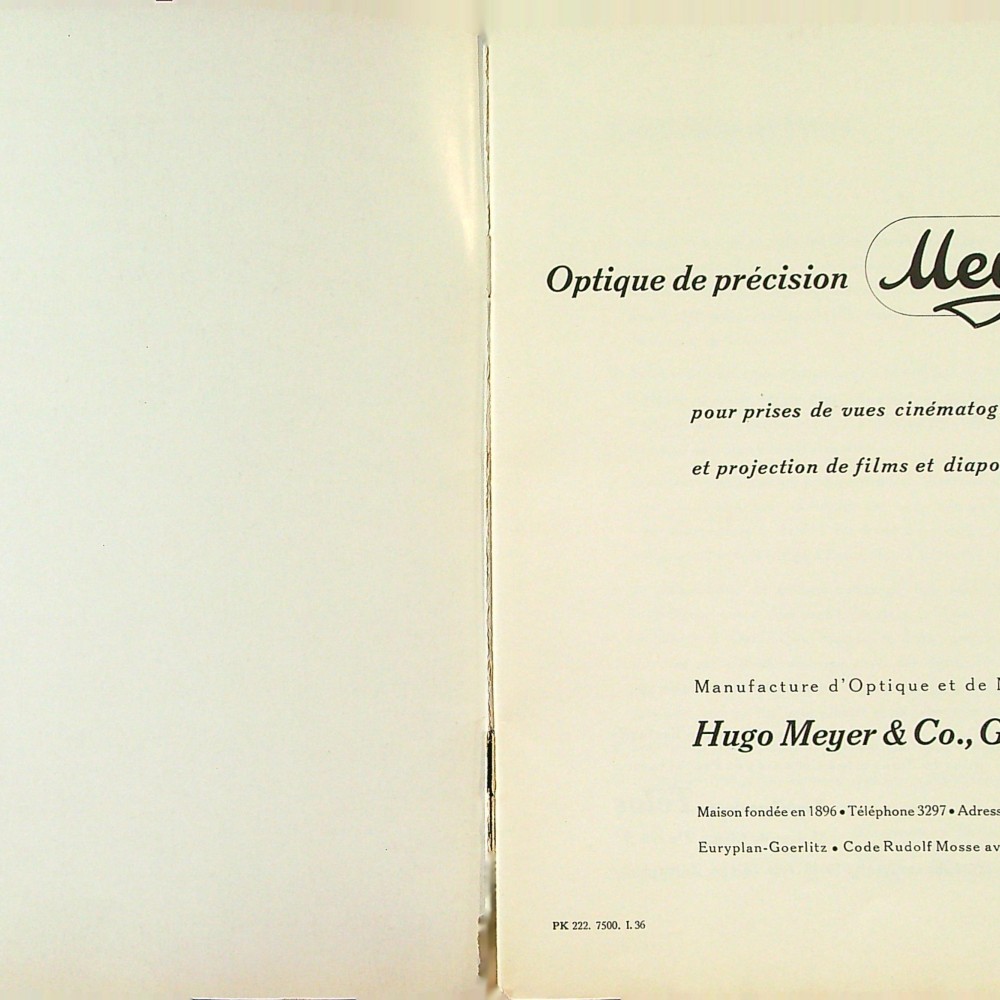 Optique de précision
pour prises de vues cinématog
et projection de films et diapo
Manufacture d'Optique et de
Hugo Meyer & Co., G
Maison fondée en 1896 • Téléphone 3297 • Adress
Euryplan-Goerlitz • Code Rudolf Mosse av
PK 222. 7500. I. 36